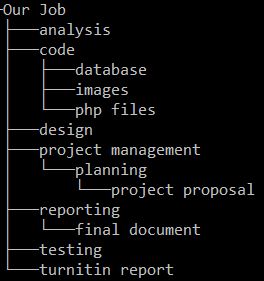 Our Job
analysis
code
database
images
php files
design
project management
planning
project proposal
reporting
final document
testing
turnitin report